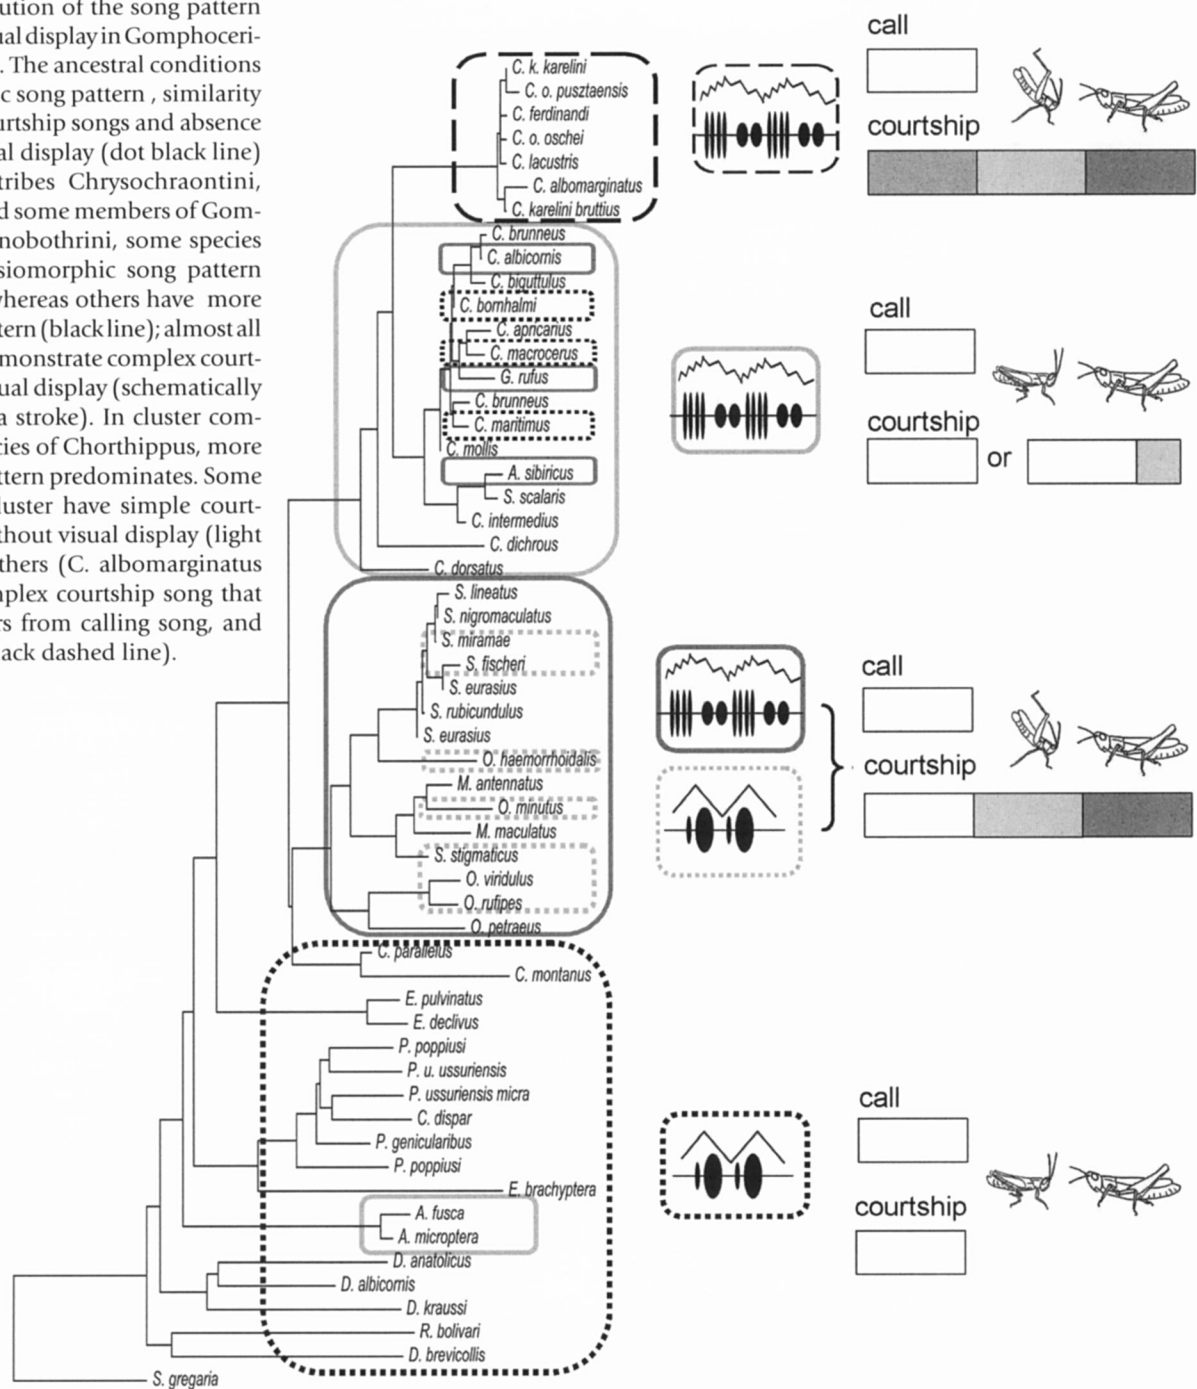 ution of the song pattern
ual display in Gomphoceri-
. The ancestral conditions
c song pattern , similarity
urtship songs and absence
al display (dot black line)
tribes Chrysochraontini,
d some members of Gom-
nobothrini, some species
siomorphic song pattern
whereas others have more
tern (black line); almost all
monstrate complex court-
ual display (schematically
a stroke). In cluster com-
cies of Chorthippus, more
ttern predominates. Some
luster have simple court-
thout visual display (light
thers (C. albomarginatus
nplex courtship song that
rs from calling song, and
ack dashed line).
C. k. karelini
C. o. pusztaensis
C. ferdinandi
C. o. oschei
C. lacustris
C. albomarginatus
C. karelini bruttius
C. brunneus
C. albicornis
C. biguttulus
C. bornhalmi
C. apricarius
C. macrocerus
G. rufus
C. brunneus
C. maritimus
C. mollis
A. sibiricus
S. scalaris
C. intermedius
C. dichrous
C. dorsatus
S. lineatus
S. nigromaculatus
S. miramae
S. fischeri
S. eurasius
S. rubicundulus
S. eurasius
O. haemorrhoidalis
M. antennatus
O. minutus
M. maculatus
S. stigmaticus
O. viridulus
O. rufipes
O. petraeus
C. parallelus
C. montanus
E. pulvinatus
E. declivus
P. poppiusi
P. u. ussuriensis
P. ussuriensis micra
C. dispar
P. genicularibus
P. poppiusi
E. brachyptera
A. fusca
A. microptera
D. anatolicus
D. albicornis
D. kraussi
R. bolivari
D. brevicollis
S. gregaria
call
courtship
call
courtship
or
call
courtship
call
courtship